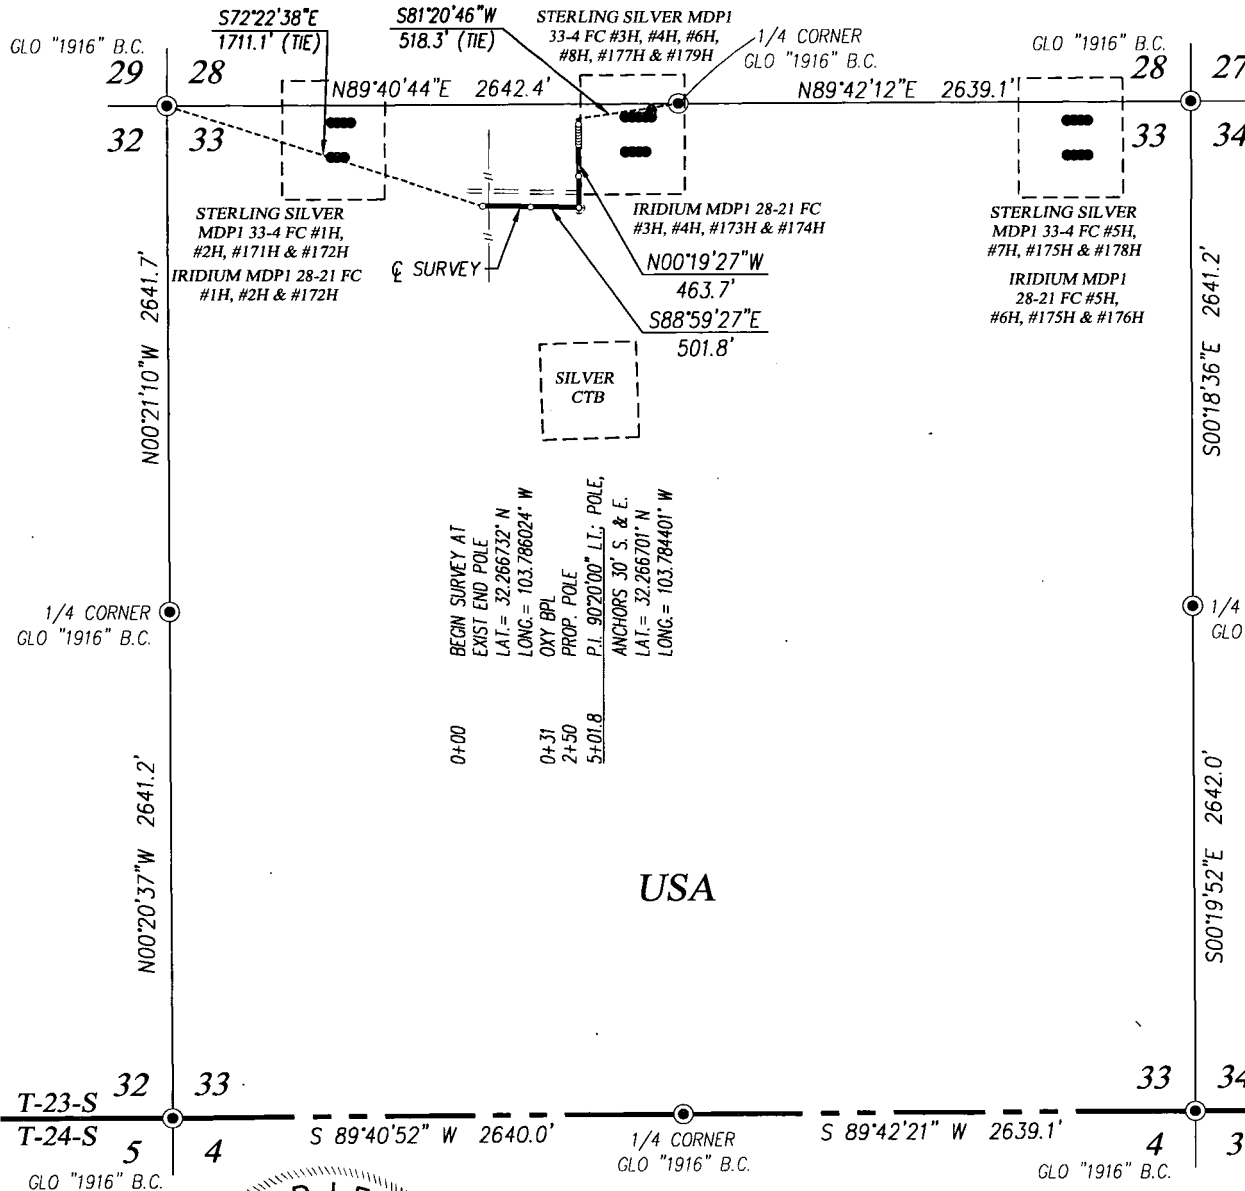 S72°22'38"E
1711.1' (TIE)
S81°20'46"W
518.3' (TIE)
STERLING SILVER MDP1
33-4 FC #3H, #4H, #6H,
#8H, #177H & #179H
1/4 CORNER
GLO "1916" B.C.
GLO "1916" B.C.
GLO "1916" B.C.
29 28
28 27
N89°40'44"E 2642.4'
N89°42'12"E 2639.1'
32 33
33 34
STERLING SILVER
MDP1 33-4 FC #1H,
#2H, #171H & #172H
IRIDIUM MDP1 28-21 FC
#1H, #2H & #172H
IRIDIUM MDP1 28-21 FC
#3H, #4H, #173H & #174H
STERLING SILVER
MDP1 33-4 FC #5H,
#7H, #175H & #178H
IRIDIUM MDP1
28-21 FC #5H,
#6H, #175H & #176H
℄ SURVEY
N00°19'27"W
463.7'
S88°59'27"E
501.8'
N00°21'10"W 2641.7'
S00°18'36"E 2641.2'
SILVER
CTB
0+00 BEGIN SURVEY AT
EXIST END POLE
LAT.= 32.266732° N
LONG.= 103.786024° W
0+31 OXY BPL
2+50 PROP. POLE
5+01.8 P.I. 90°20'00" LT.; POLE,
ANCHORS 30' S. & E.
LAT.= 32.266701° N
LONG.= 103.784401° W
1/4 CORNER
GLO "1916" B.C.
1/4
GLO
N00°20'37"W 2641.2'
S00°19'52"E 2642.0'
USA
T-23-S
32 33
33 34
T-24-S
5 4
4 3
S 89°40'52" W 2640.0'
S 89°42'21" W 2639.1'
1/4 CORNER
GLO "1916" B.C.
GLO "1916" B.C.
GLO "1916" B.C.